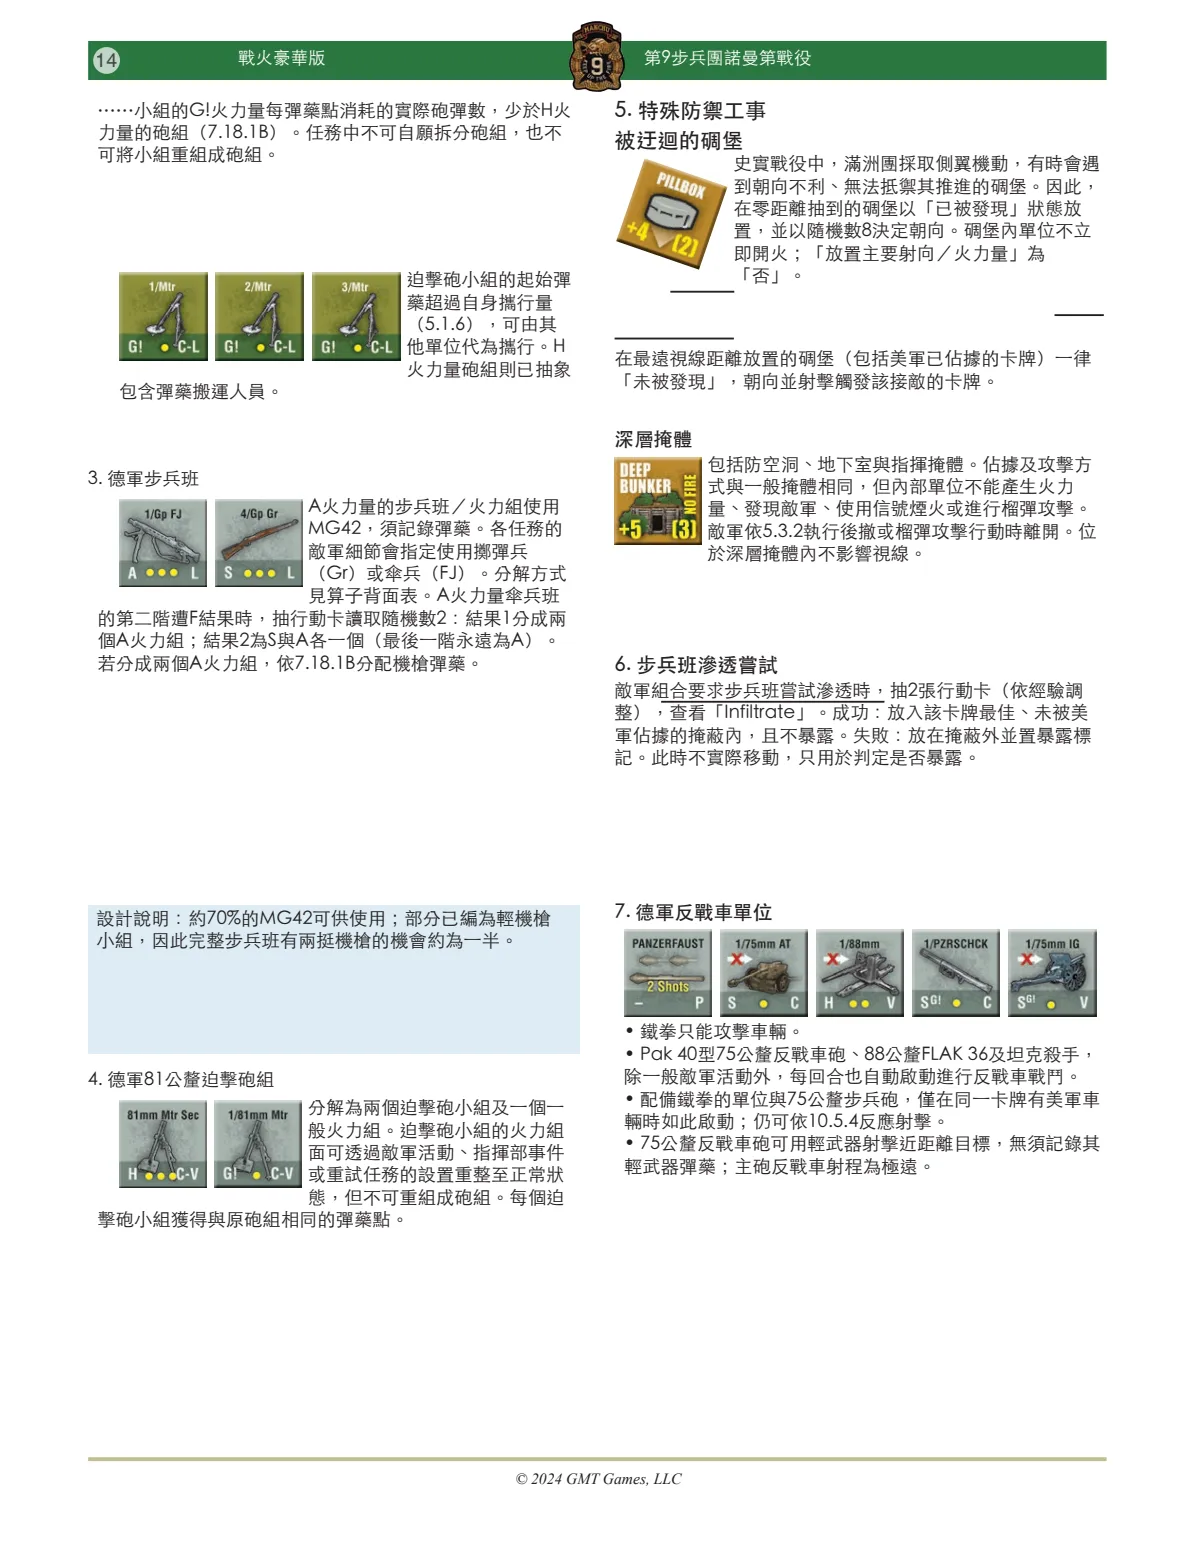 14
戰火豪華版
MANCHU
9
第9步兵團諾曼第戰役
……小組的G!火力量每彈藥點消耗的實際砲彈數，少於H火
力量的砲組（7.18.1B）。任務中不可自願拆分砲組，也不
可將小組重組成砲組。
1/Mtr
G! C-L
2/Mtr
G! C-L
3/Mtr
G! C-L
迫擊砲小組的起始彈
藥超過自身攜行量
（5.1.6），可由其
他單位代為攜行。H
火力量砲組則已抽象
包含彈藥搬運人員。
3. 德軍步兵班
1/Gp FJ
A L
4/Gp Gr
S L
A火力量的步兵班／火力組使用
MG42，須記錄彈藥。各任務的
敵軍細節會指定使用擲彈兵
（Gr）或傘兵（FJ）。分解方式
見算子背面表。A火力量傘兵班
的第二階遭F結果時，抽行動卡讀取隨機數2：結果1分成兩
個A火力組；結果2為S與A各一個（最後一階永遠為A）。
若分成兩個A火力組，依7.18.1B分配機槍彈藥。
設計說明：約70%的MG42可供使用；部分已編為輕機槍
小組，因此完整步兵班有兩挺機槍的機會約為一半。
4. 德軍81公釐迫擊砲組
81mm Mtr Sec
H C-V
1/81mm Mtr
G! C-V
分解為兩個迫擊砲小組及一個一
般火力組。迫擊砲小組的火力組
面可透過敵軍活動、指揮部事件
或重試任務的設置重整至正常狀
態，但不可重組成砲組。每個迫
擊砲小組獲得與原砲組相同的彈藥點。
5. 特殊防禦工事
被迂迴的碉堡
PILLBOX
+4 (2)
史實戰役中，滿洲團採取側翼機動，有時會遇
到朝向不利、無法抵禦其推進的碉堡。因此，
在零距離抽到的碉堡以「已被發現」狀態放
置，並以隨機數8決定朝向。碉堡內單位不立
即開火；「放置主要射向／火力量」為
「否」。
在最遠視線距離放置的碉堡（包括美軍已佔據的卡牌）一律
「未被發現」，朝向並射擊觸發該接敵的卡牌。
深層掩體
DEEP
BUNKER
NO FIRE
+5 (3)
包括防空洞、地下室與指揮掩體。佔據及攻擊方
式與一般掩體相同，但內部單位不能產生火力
量、發現敵軍、使用信號煙火或進行榴彈攻擊。
敵軍依5.3.2執行後撤或榴彈攻擊行動時離開。位
於深層掩體內不影響視線。
6. 步兵班滲透嘗試
敵軍組合要求步兵班嘗試滲透時，抽2張行動卡（依經驗調
整），查看「Infiltrate」。成功：放入該卡牌最佳、未被美
軍佔據的掩蔽內，且不暴露。失敗：放在掩蔽外並置暴露標
記。此時不實際移動，只用於判定是否暴露。
7. 德軍反戰車單位
PANZERFAUST
2 Shots
– P
1/75mm AT
X
S C
1/88mm
X
H V
1/PZRSCHCK
SG! C
1/75mm IG
X
SG! V
• 鐵拳只能攻擊車輛。
• Pak 40型75公釐反戰車砲、88公釐FLAK 36及坦克殺手，
除一般敵軍活動外，每回合也自動啟動進行反戰車戰鬥。
• 配備鐵拳的單位與75公釐步兵砲，僅在同一卡牌有美軍車
輛時如此啟動；仍可依10.5.4反應射擊。
• 75公釐反戰車砲可用輕武器射擊近距離目標，無須記錄其
輕武器彈藥；主砲反戰車射程為極遠。
© 2024 GMT Games, LLC